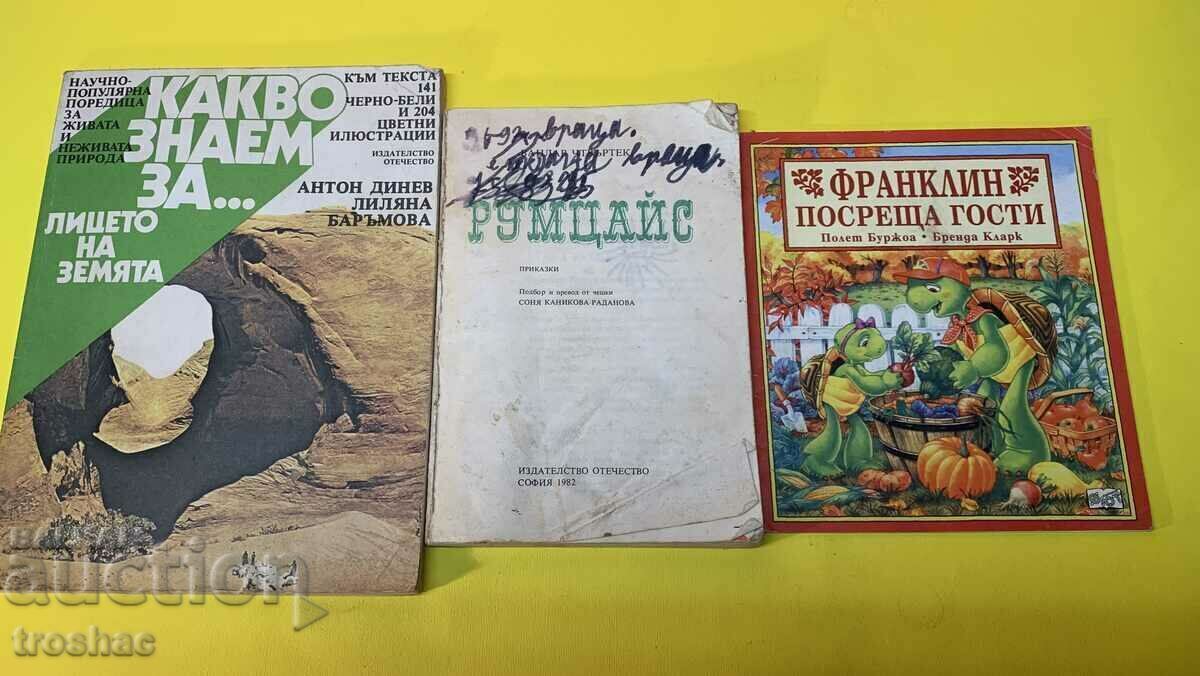 НАУЧНО-
ПОПУЛЯРНА
ПОРЕДИЦА
ЗА
ЖИВАТА
И
НЕЖИВАТА
ПРИРОДА
КАКВО
ЗНАЕМ
ЗА...
ЛИЦЕТО
НА
ЗЕМЯТА
КЪМ ТЕКСТА
141
ЧЕРНО-БЕЛИ
И 204
ЦВЕТНИ
ИЛЮСТРАЦИИ
ИЗДАТЕЛСТВО
ОТЕЧЕСТВО
АНТОН ДИНЕВ
ЛИЛЯНА
БАРЪМОВА
враца.
враца.
РУМЦАЙС
ПРИКАЗКИ
Подбор и превод от чешки
СОНЯ КАНИКОВА-РАДАНОВА
ИЗДАТЕЛСТВО ОТЕЧЕСТВО
СОФИЯ 1982
ФРАНКЛИН
ПОСРЕЩА ГОСТИ
Полет Буржоа • Бренда Кларк
auction
troshac